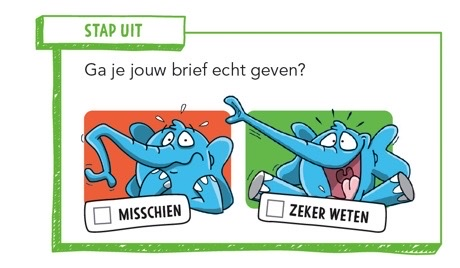 STAP UIT
Ga je jouw brief echt geven?
MISSCHIEN
ZEKER WETEN